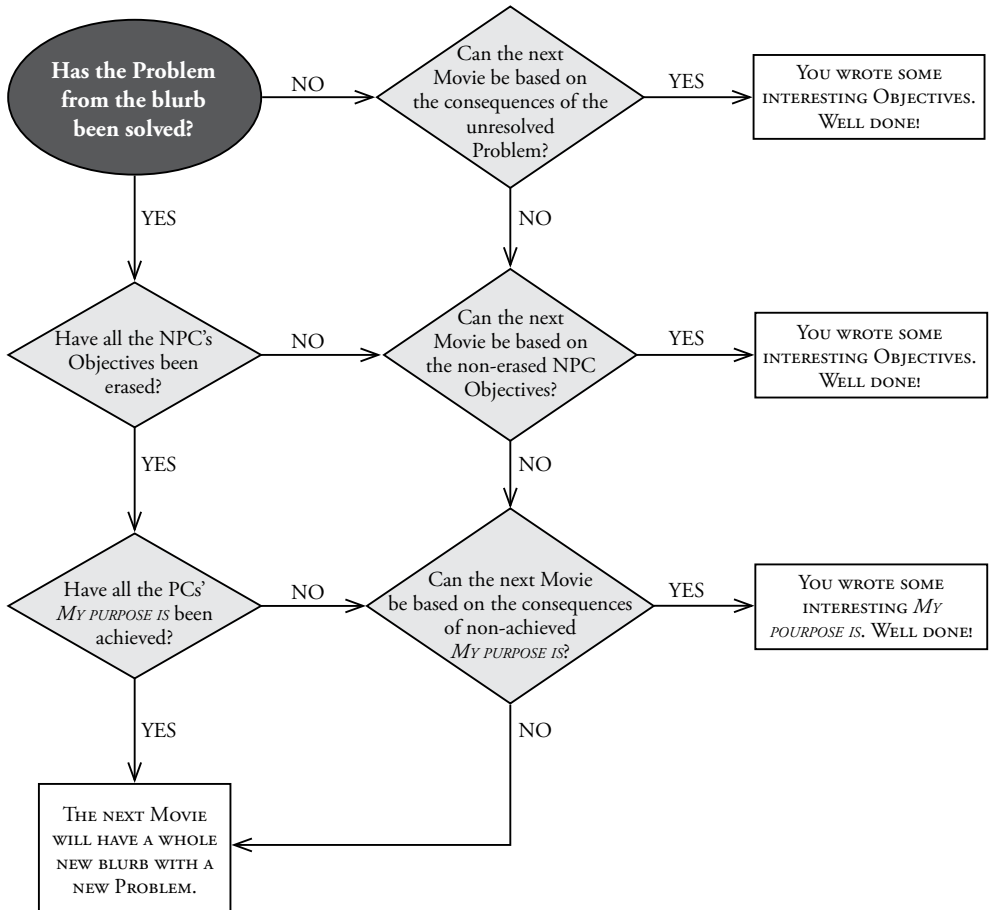 Has the Problem
from the blurb
been solved?
NO
Can the next
Movie be based on
the consequences of the
unresolved
Problem?
YES
You wrote some
interesting Objectives.
Well done!
YES
NO
Have all the NPC's
Objectives been
erased?
NO
Can the next
Movie be based on
the non-erased NPC
Objectives?
YES
You wrote some
interesting Objectives.
Well done!
YES
NO
Have all the PCs’
My purpose is been
achieved?
NO
Can the next Movie
be based on the consequences
of non-achieved
My purpose is?
YES
You wrote some
interesting My
pourpose is. Well done!
YES
NO
The next Movie
will have a whole
new blurb with a
new Problem.